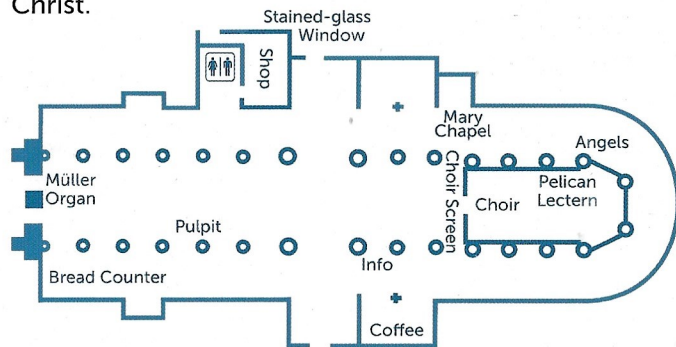 Christ.
Stained-glass
Window
Shop
Mary
Chapel
Angels
Müller
Organ
Choir Screen
Pelican
Lectern
Choir
Pulpit
Info
Bread Counter
Coffee